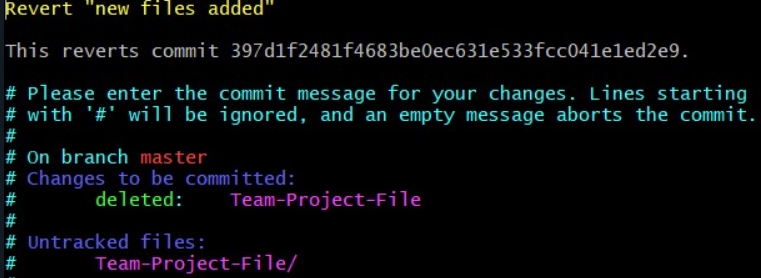 Revert "new files added"
This reverts commit 397d1f2481f4683be0ec631e533fcc041e1ed2e9.
# Please enter the commit message for your changes. Lines starting
# with '#' will be ignored, and an empty message aborts the commit.
#
# On branch master
# Changes to be committed:
#       deleted:    Team-Project-File
#
# Untracked files:
#       Team-Project-File/
#